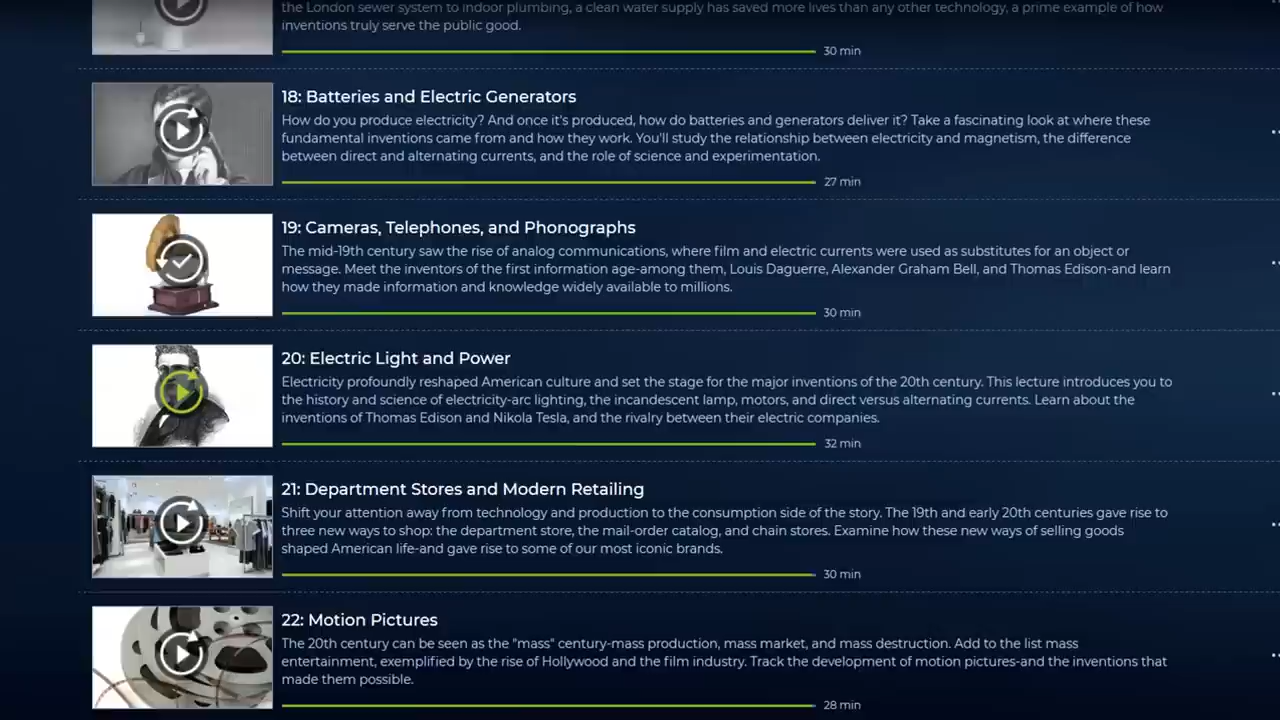 the London sewer system to indoor plumbing, a clean water supply has saved more lives than any other technology, a prime example of how
inventions truly serve the public good.
30 min
18: Batteries and Electric Generators
How do you produce electricity? And once it's produced, how do batteries and generators deliver it? Take a fascinating look at where these
fundamental inventions came from and how they work. You'll study the relationship between electricity and magnetism, the difference
between direct and alternating currents, and the role of science and experimentation.
27 min
19: Cameras, Telephones, and Phonographs
The mid-19th century saw the rise of analog communications, where film and electric currents were used as substitutes for an object or
message. Meet the inventors of the first information age-among them, Louis Daguerre, Alexander Graham Bell, and Thomas Edison-and learn
how they made information and knowledge widely available to millions.
30 min
20: Electric Light and Power
Electricity profoundly reshaped American culture and set the stage for the major inventions of the 20th century. This lecture introduces you to
the history and science of electricity-arc lighting, the incandescent lamp, motors, and direct versus alternating currents. Learn about the
inventions of Thomas Edison and Nikola Tesla, and the rivalry between their electric companies.
32 min
21: Department Stores and Modern Retailing
Shift your attention away from technology and production to the consumption side of the story. The 19th and early 20th centuries gave rise to
three new ways to shop: the department store, the mail-order catalog, and chain stores. Examine how these new ways of selling goods
shaped American life-and gave rise to some of our most iconic brands.
30 min
22: Motion Pictures
The 20th century can be seen as the "mass" century-mass production, mass market, and mass destruction. Add to the list mass
entertainment, exemplified by the rise of Hollywood and the film industry. Track the development of motion pictures-and the inventions that
made them possible.
28 min